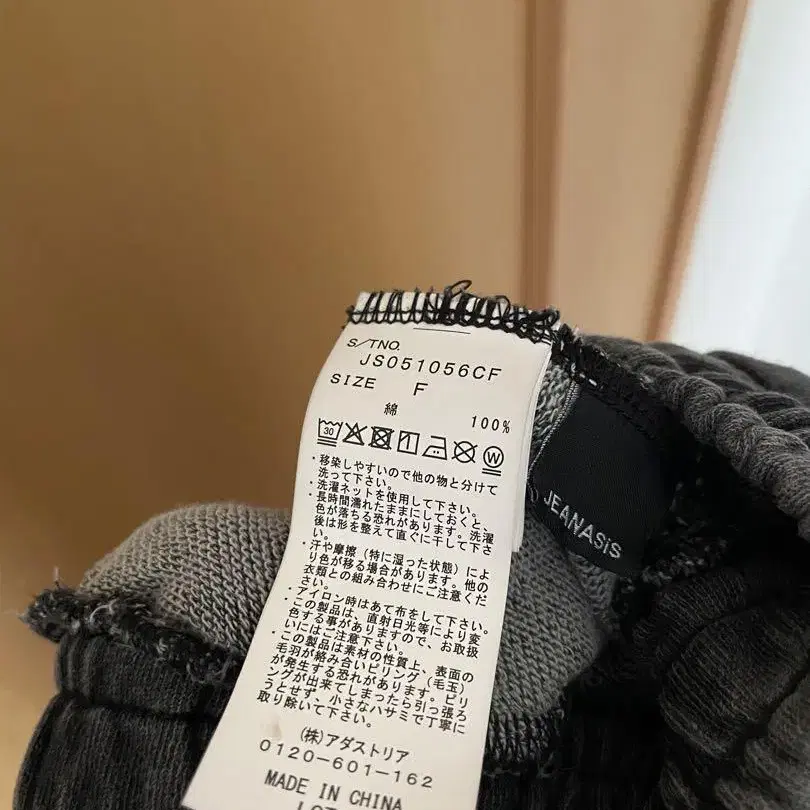 S/TNO.
JS051056CF
SIZE F
綿 100%
30 W
・移染しやすいので他の物と分けて
洗って下さい。
・洗濯ネットを使用して下さい。
・長時間濡れたままにしておくと、
色が落ちる恐れがあります。洗濯
後は形を整えて直ぐに干して下さ
い。
・汗や摩擦(特に湿った状態)によ
り色が移る場合があります。他の
衣類との組み合わせにご注意くだ
さい。
・アイロン時はあて布をして下さい。
・この製品は、直射日光等により変
色する事がありますので、お取扱
いにはご注意下さい。
・この製品は素材の性質上、表面の
毛羽が絡み合いピリング(毛玉)
が発生する恐れがあります。ピリ
ングが出来てしまったら引っ張ろ
うとせず、小さなハサミで丁寧に
取り除いて下さい。
(株)アダストリア
0120-601-162
MADE IN CHINA
JEANASiS